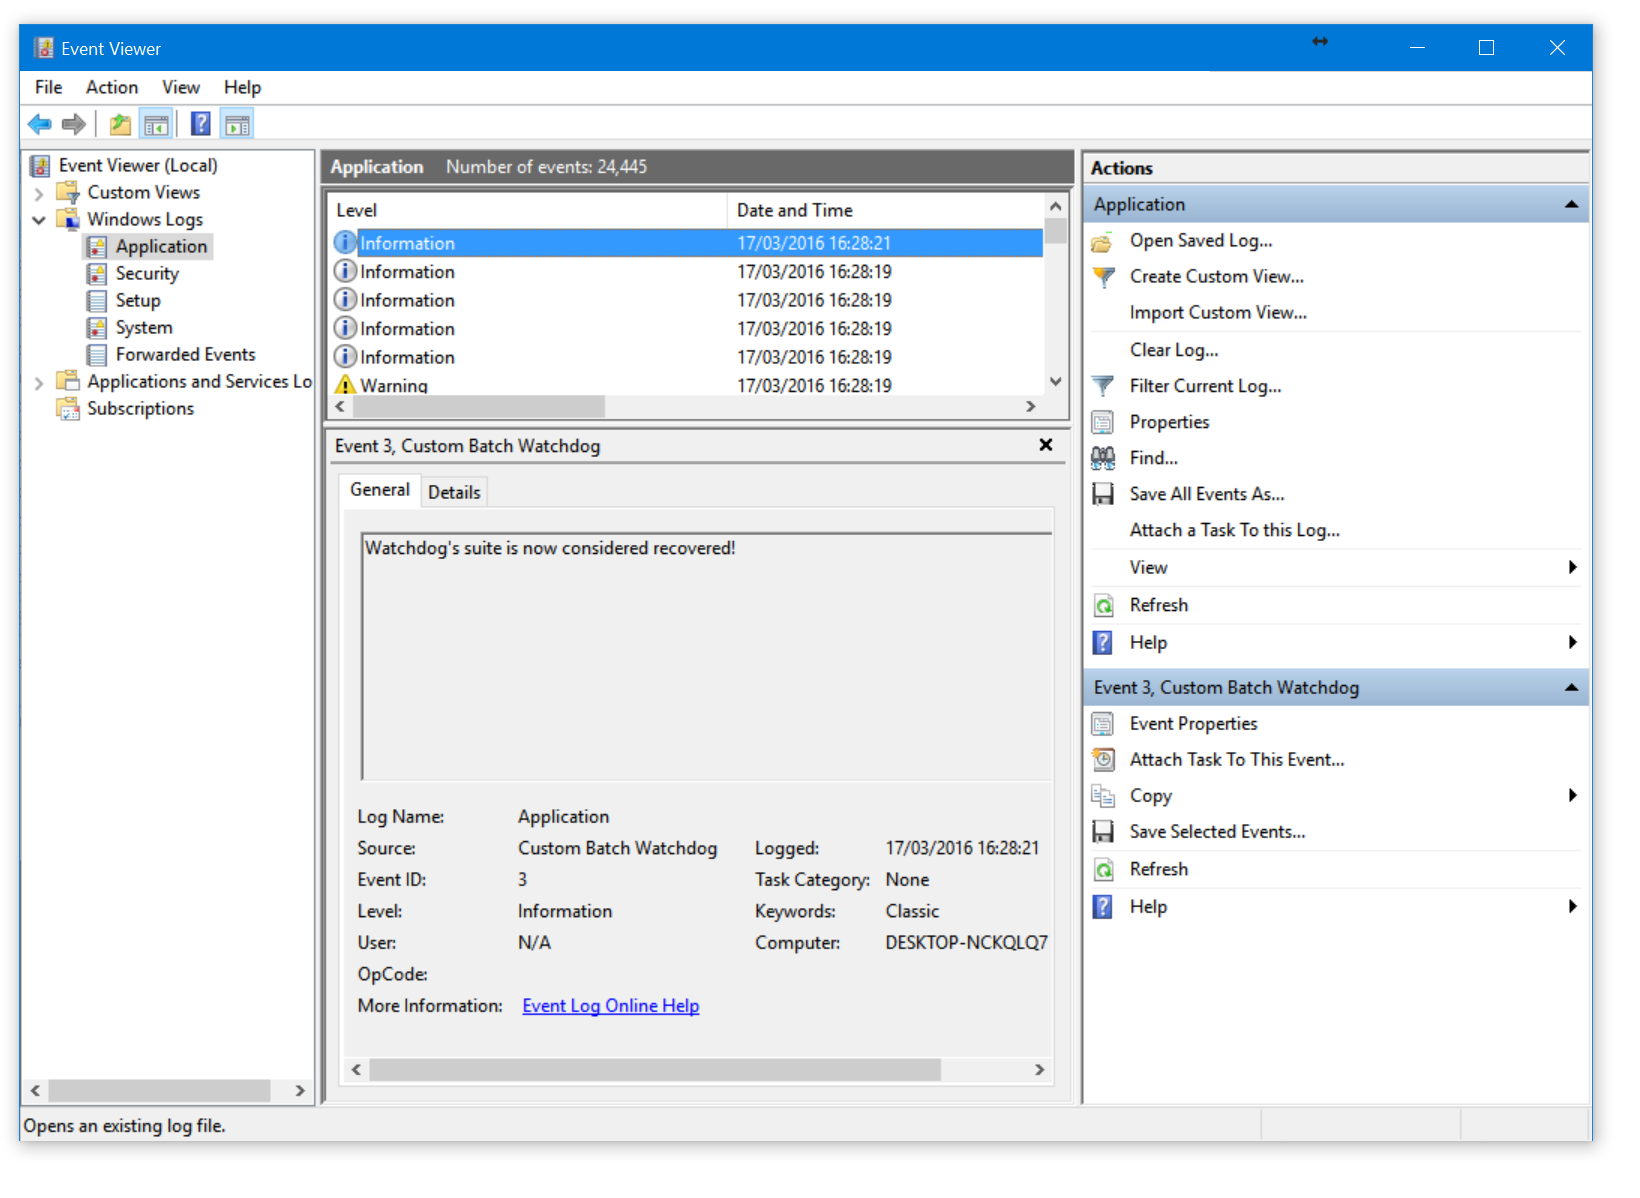 Event Viewer
File Action View Help
Event Viewer (Local)
Custom Views
Windows Logs
Application
Security
Setup
System
Forwarded Events
Applications and Services Lo
Subscriptions
Application Number of events: 24,445
Level Date and Time
Information 17/03/2016 16:28:21
Information 17/03/2016 16:28:19
Information 17/03/2016 16:28:19
Information 17/03/2016 16:28:19
Information 17/03/2016 16:28:19
Warning 17/03/2016 16:28:19
Event 3, Custom Batch Watchdog
General Details
Watchdog's suite is now considered recovered!
Log Name: Application
Source: Custom Batch Watchdog Logged: 17/03/2016 16:28:21
Event ID: 3 Task Category: None
Level: Information Keywords: Classic
User: N/A Computer: DESKTOP-NCKQLQ7
OpCode:
More Information: Event Log Online Help
Actions
Application
Open Saved Log...
Create Custom View...
Import Custom View...
Clear Log...
Filter Current Log...
Properties
Find...
Save All Events As...
Attach a Task To this Log...
View
Refresh
Help
Event 3, Custom Batch Watchdog
Event Properties
Attach Task To This Event...
Copy
Save Selected Events...
Refresh
Help
Opens an existing log file.